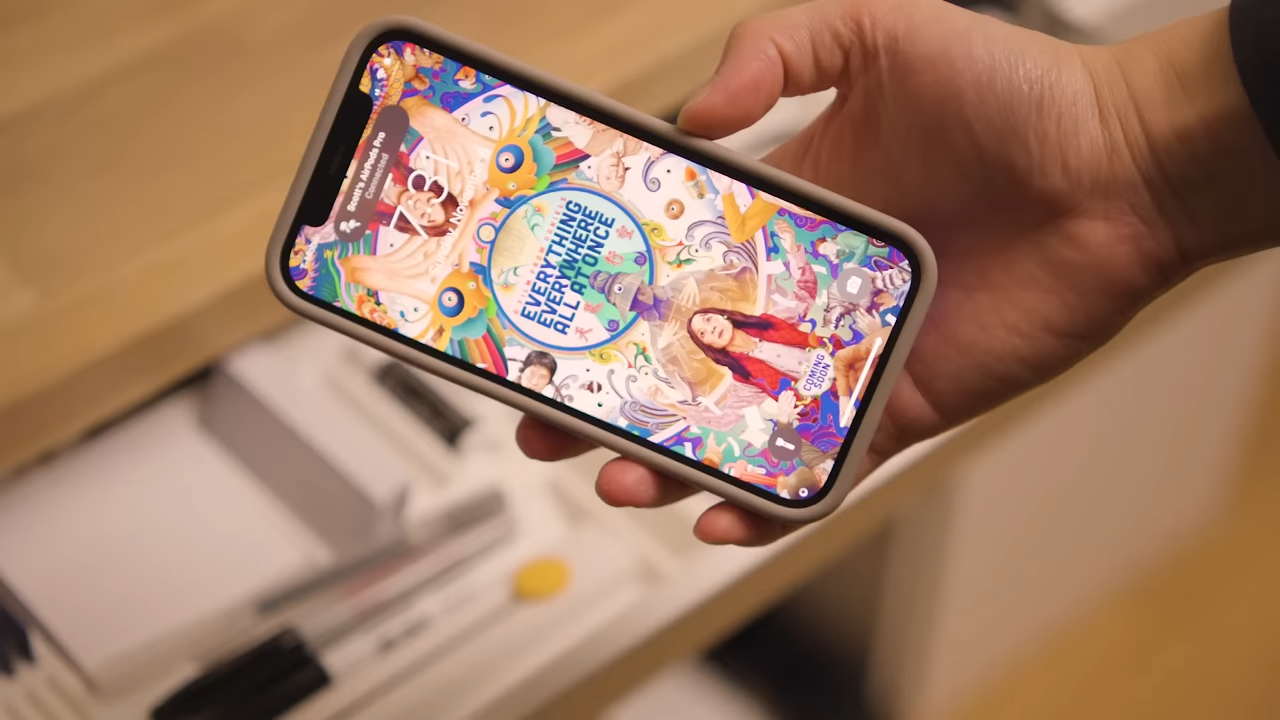 Scott's AirPods Pro
Connected
7:31
EVERYTHING
EVERYWHERE
ALL AT ONCE
COMING
SOON